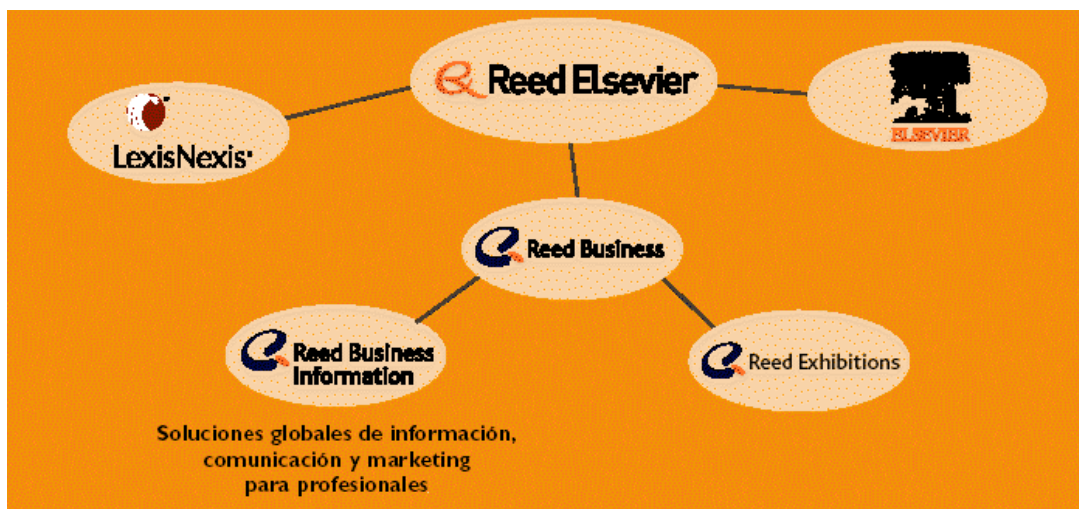 Reed Elsevier
ELSEVIER
LexisNexis
Reed Business
Reed Business
Information
Reed Exhibitions
Soluciones globales de información,
comunicación y marketing
para profesionales